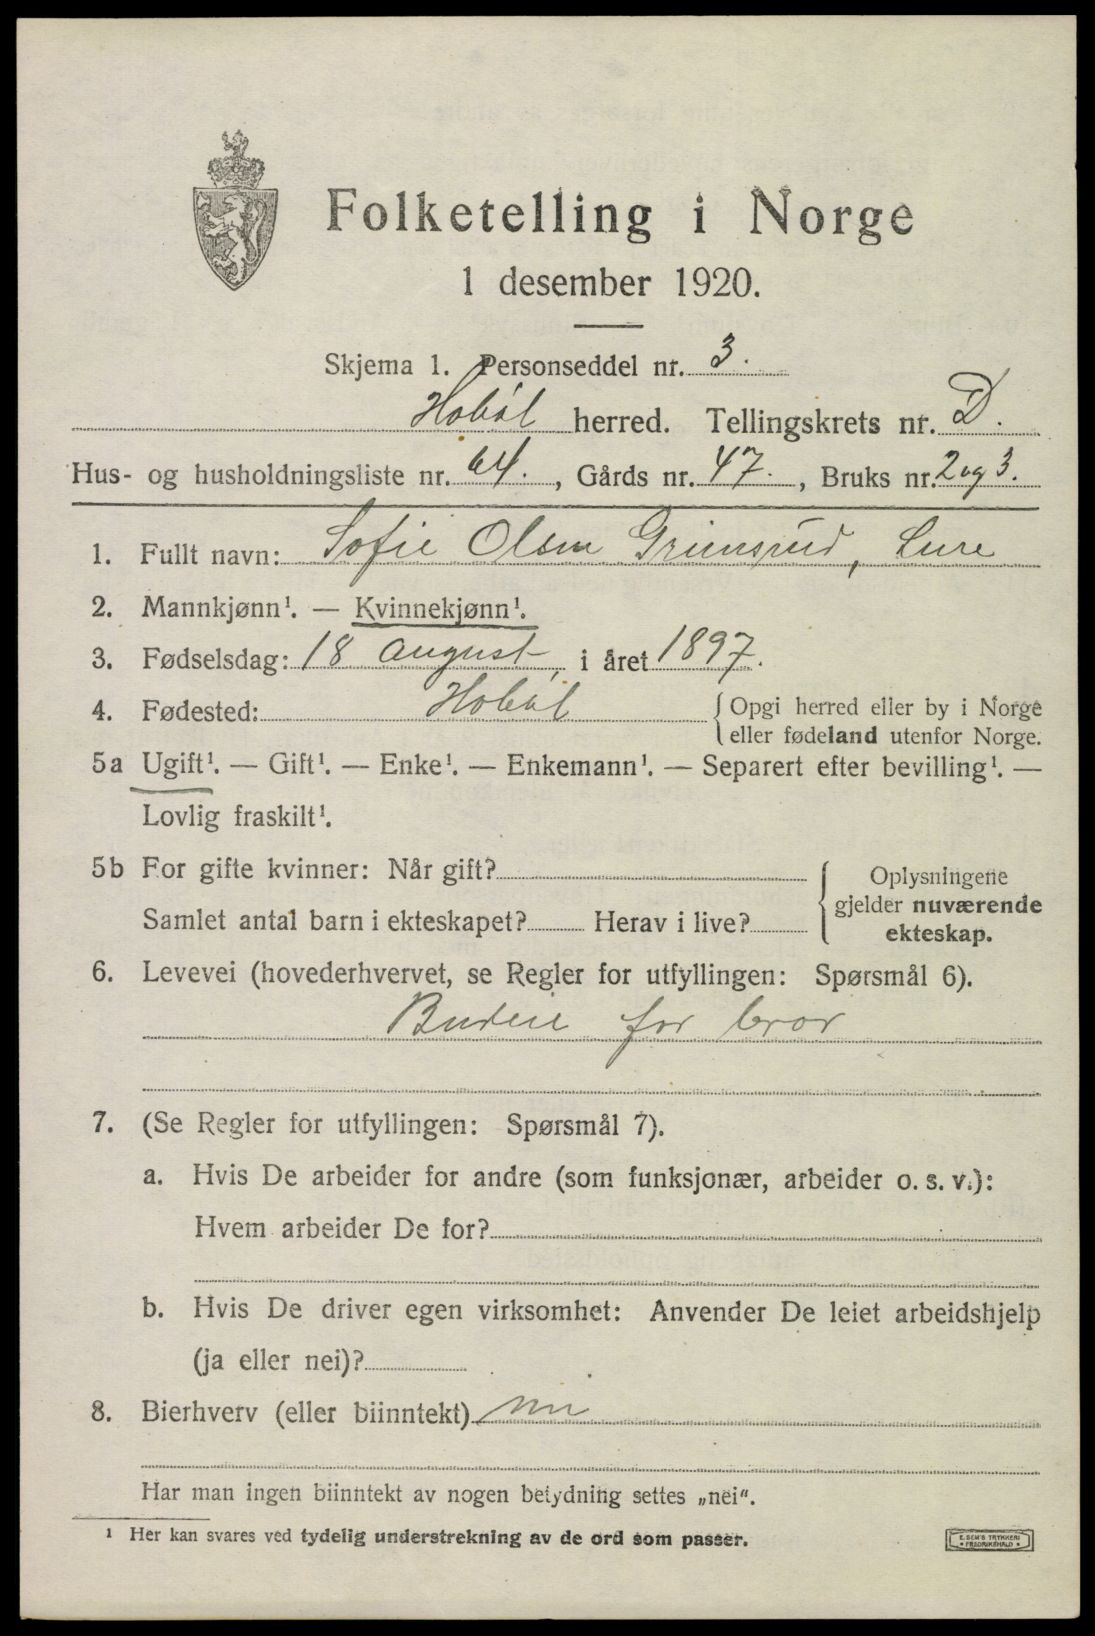 Folketelling i Norge
1 desember 1920.
Skjema 1. Personseddel nr. 3.
Hobøl herred. Tellingskrets nr. D.
Hus- og husholdningsliste nr. 64., Gårds nr. 47., Bruks nr. 2 og 3.
1. Fullt navn: Sofie Olsen Grimsrud,
2. Mannkjønn¹. — Kvinnekjønn¹.
3. Fødselsdag: 18 august, i året 1897.
4. Fødested: Hobøl { Opgi herred eller by i Norge
eller fødeland utenfor Norge.
5a Ugift¹. — Gift¹. — Enke¹. — Enkemann¹. — Separert efter bevilling¹. —
Lovlig fraskilt¹.
5b For gifte kvinner: Når gift?
Samlet antal barn i ekteskapet? Herav i live?
{ Oplysningene
gjelder nuværende
ekteskap.
6. Levevei (hovederhvervet, se Regler for utfyllingen: Spørsmål 6).
Budeie for bror
7. (Se Regler for utfyllingen: Spørsmål 7).
a. Hvis De arbeider for andre (som funksjonær, arbeider o. s. v.):
Hvem arbeider De for?
b. Hvis De driver egen virksomhet: Anvender De leiet arbeidshjelp
(ja eller nei)?
8. Bierhverv (eller biinntekt) nei
Har man ingen biinntekt av nogen betydning settes „nei".
¹ Her kan svares ved tydelig understrekning av de ord som passer.
E. SEM'S TRYKKERI
• FREDRIKSHALD •